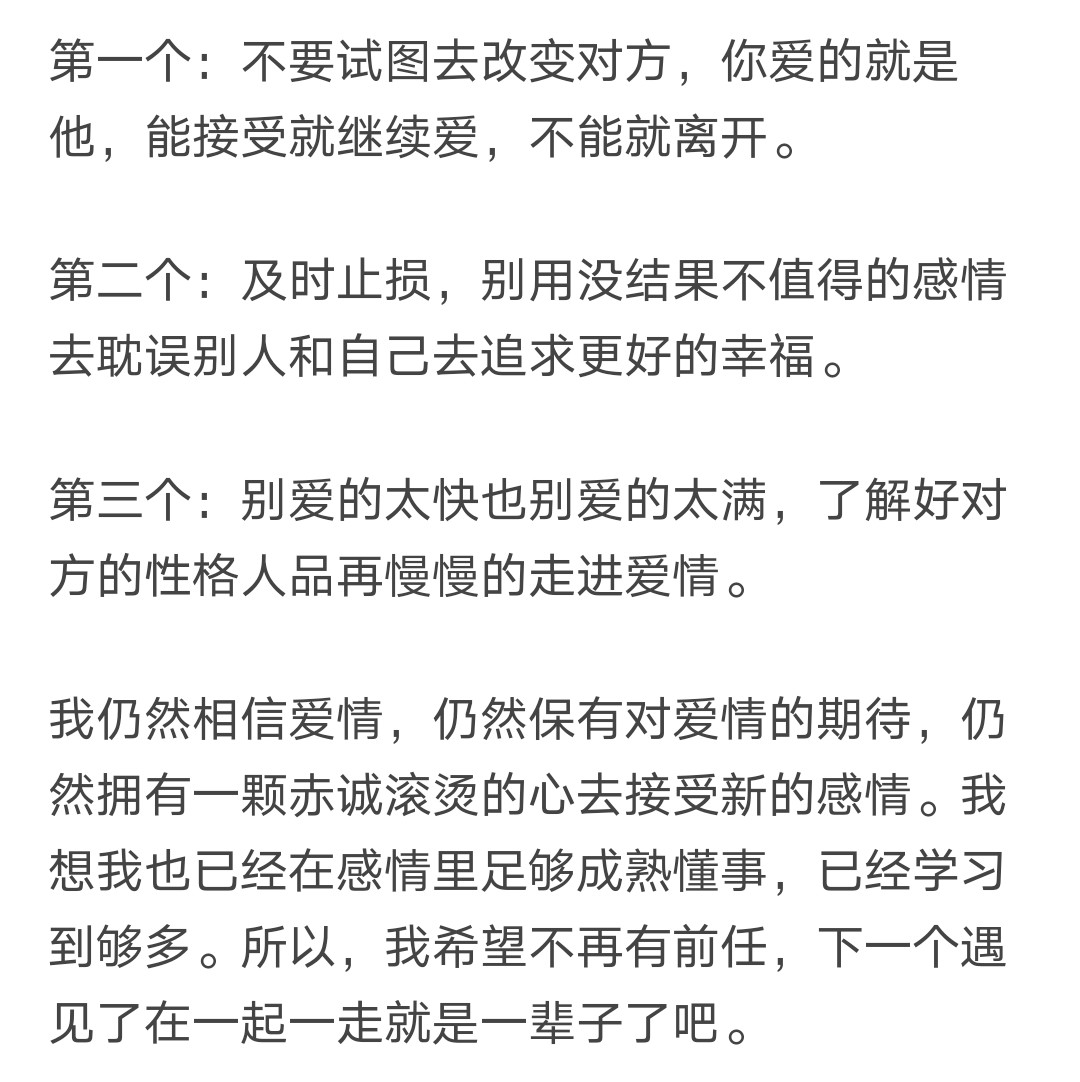 第一个：不要试图去改变对方，你爱的就是
他，能接受就继续爱，不能就离开。
第二个：及时止损，别用没结果不值得的感情
去耽误别人和自己去追求更好的幸福。
第三个：别爱的太快也别爱的太满，了解好对
方的性格人品再慢慢的走进爱情。
我仍然相信爱情，仍然保有对爱情的期待，仍
然拥有一颗赤诚滚烫的心去接受新的感情。我
想我也已经在感情里足够成熟懂事，已经学习
到够多。所以，我希望不再有前任，下一个遇
见了在一起一走就是一辈子了吧。